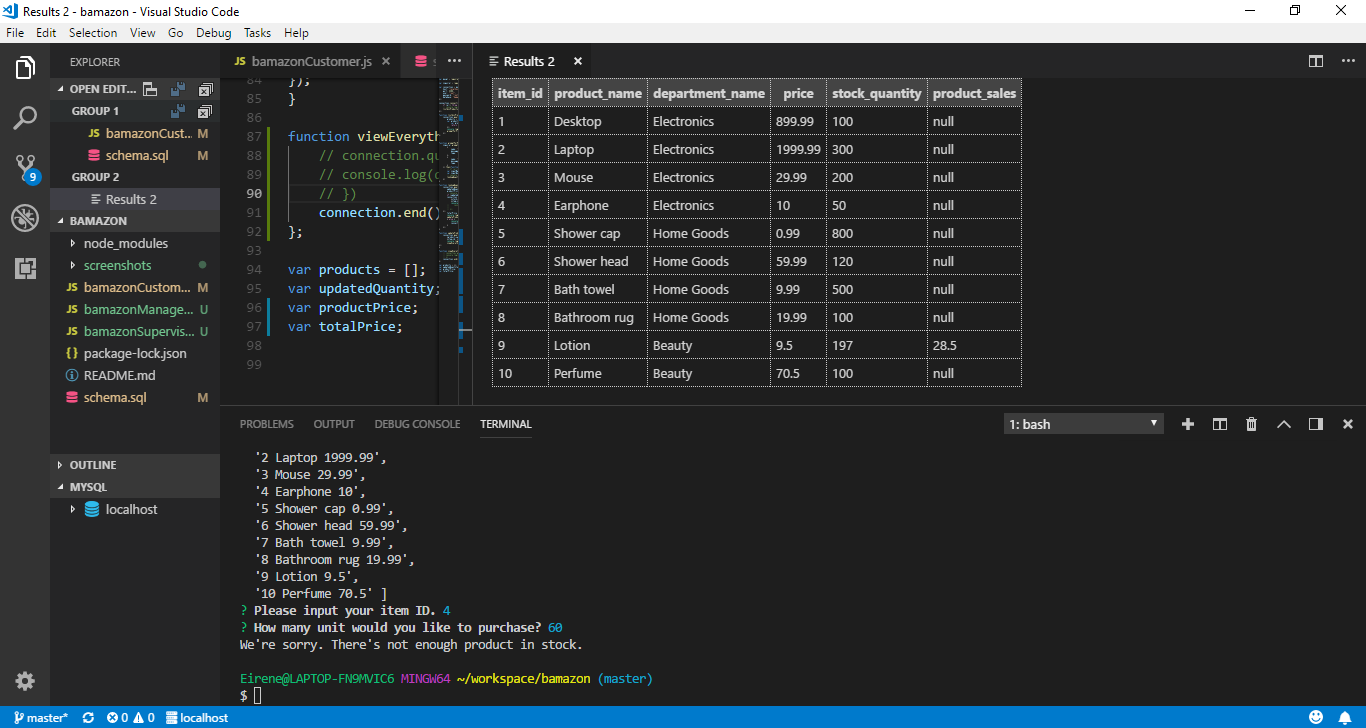 Results 2 - bamazon - Visual Studio Code
File Edit Selection View Go Debug Tasks Help
EXPLORER
OPEN EDIT...
GROUP 1
JS bamazonCust... M
schema.sql M
GROUP 2
Results 2
BAMAZON
node_modules
screenshots
JS bamazonCustom... M
JS bamazonManage... U
JS bamazonSupervis... U
{} package-lock.json
README.md
schema.sql M
OUTLINE
MYSQL
localhost
9
JS bamazonCustomer.js × ···
84 });
85 }
86
87 function viewEveryth
88 // connection.qu
89 // console.log(
90 // })
91 connection.end()
92 };
93
94 var products = [];
95 var updatedQuantity;
96 var productPrice;
97 var totalPrice;
98
99
Results 2 ×
item_id product_name department_name price stock_quantity product_sales
1 Desktop Electronics 899.99 100 null
2 Laptop Electronics 1999.99 300 null
3 Mouse Electronics 29.99 200 null
4 Earphone Electronics 10 50 null
5 Shower cap Home Goods 0.99 800 null
6 Shower head Home Goods 59.99 120 null
7 Bath towel Home Goods 9.99 500 null
8 Bathroom rug Home Goods 19.99 100 null
9 Lotion Beauty 9.5 197 28.5
10 Perfume Beauty 70.5 100 null
PROBLEMS OUTPUT DEBUG CONSOLE TERMINAL
1: bash
'2 Laptop 1999.99',
'3 Mouse 29.99',
'4 Earphone 10',
'5 Shower cap 0.99',
'6 Shower head 59.99',
'7 Bath towel 9.99',
'8 Bathroom rug 19.99',
'9 Lotion 9.5',
'10 Perfume 70.5' ]
? Please input your item ID. 4
? How many unit would you like to purchase? 60
We're sorry. There's not enough product in stock.
Eirene@LAPTOP-FN9MVIC6 MINGW64 ~/workspace/bamazon (master)
$
master* 0 0 localhost